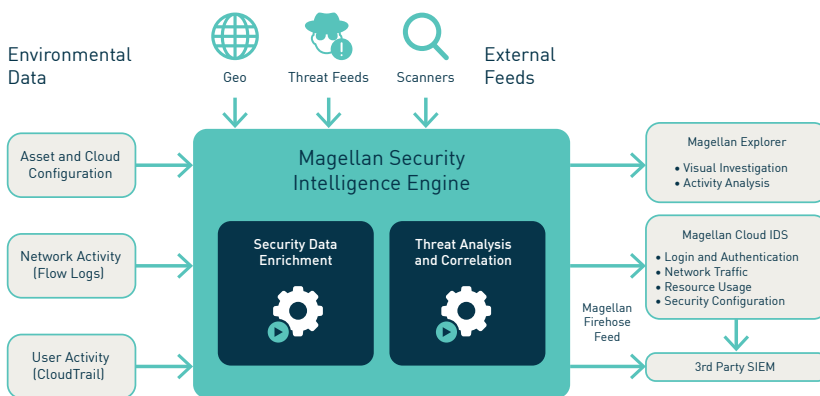 Environmental
Data
Geo
Threat Feeds
Scanners
External
Feeds
Asset and Cloud
Configuration
Network Activity
(Flow Logs)
User Activity
(CloudTrail)
Magellan Security
Intelligence Engine
Security Data
Enrichment
Threat Analysis
and Correlation
Magellan
Firehose
Feed
Magellan Explorer
• Visual Investigation
• Activity Analysis
Magellan Cloud IDS
• Login and Authentication
• Network Traffic
• Resource Usage
• Security Configuration
3rd Party SIEM